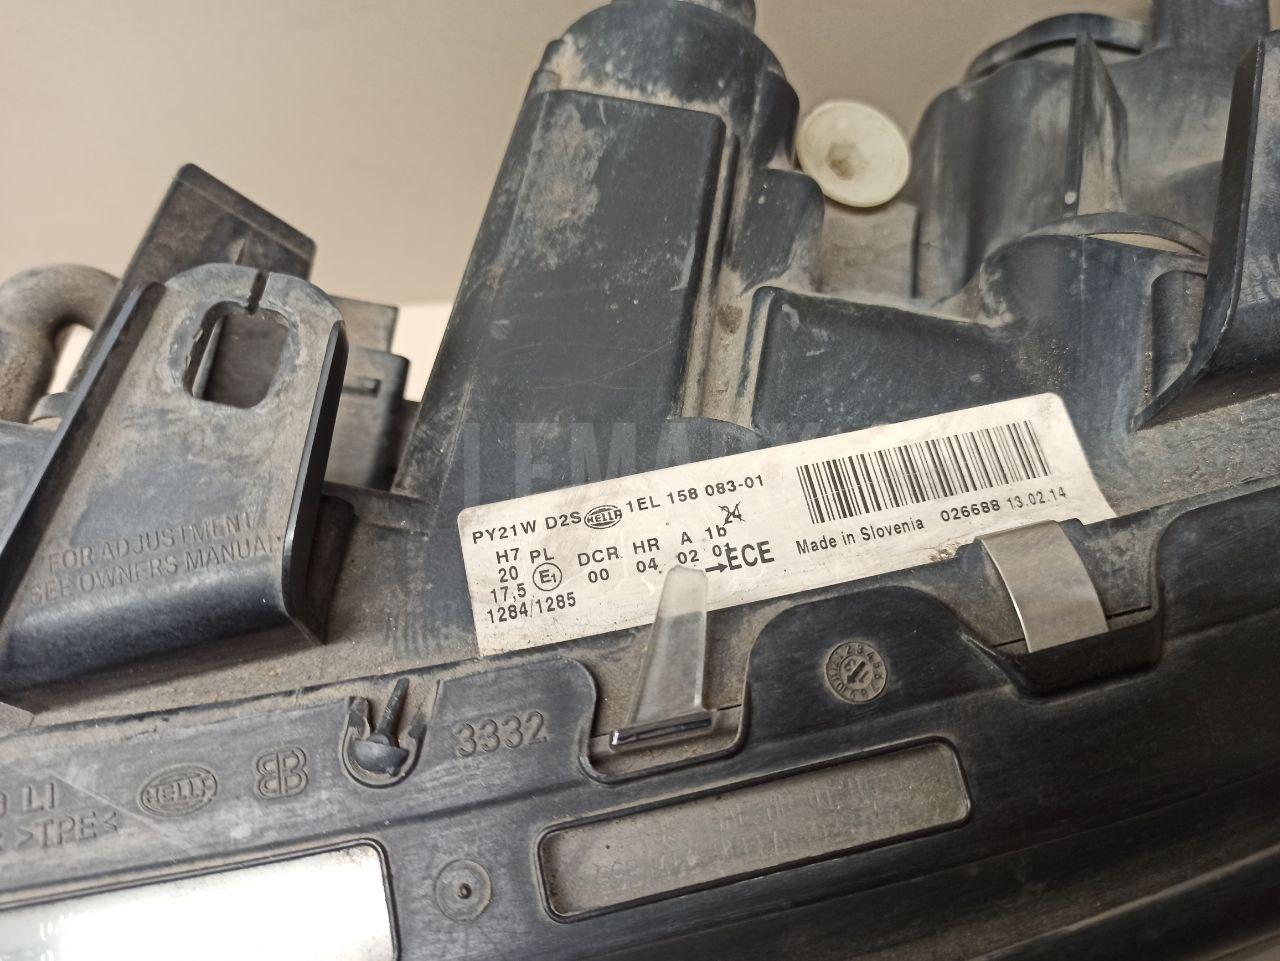 LEMARK
PY21W D2S HELLA 1EL 158 083-01
H7 PL DCR HR A 1b 24
20 E1 00 04 02 01
17,5 →ECE
1284/1285
Made in Slovenia 026688 13.02.14
FOR ADJUSTMENT
SEE OWNERS MANUAL
3332
LI HELLA
>TPE<